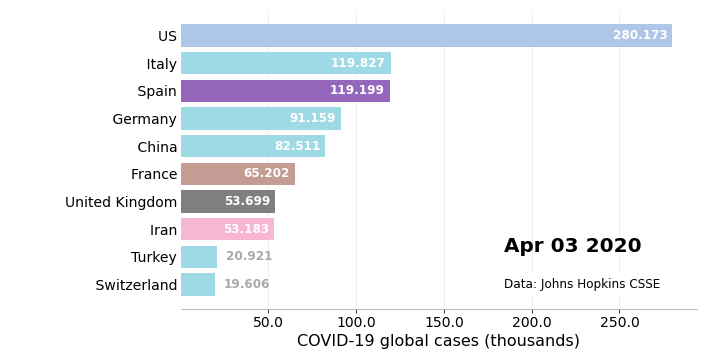 US 280.173
Italy 119.827
Spain 119.199
Germany 91.159
China 82.511
France 65.202
United Kingdom 53.699
Iran 53.183
Turkey 20.921
Switzerland 19.606
Apr 03 2020
Data: Johns Hopkins CSSE
50.0 100.0 150.0 200.0 250.0
COVID-19 global cases (thousands)